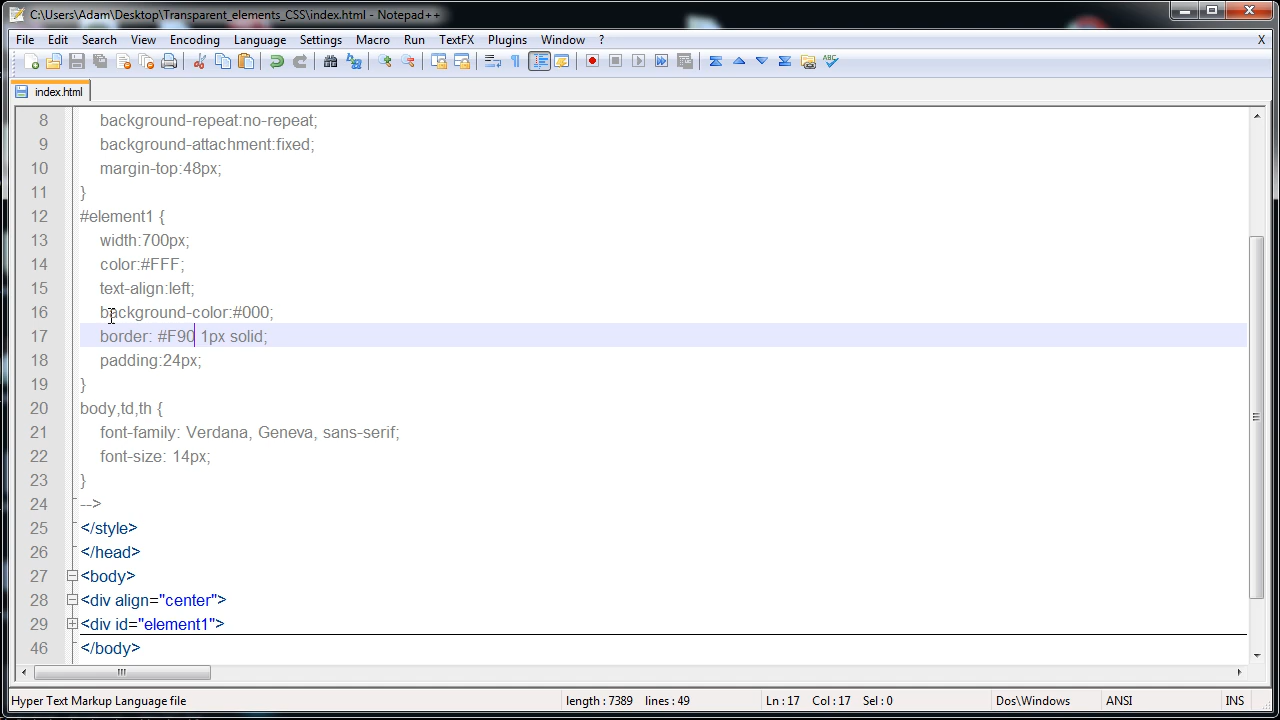 C:\Users\Adam\Desktop\Transparent_elements_CSS\index.html - Notepad++
File Edit Search View Encoding Language Settings Macro Run TextFX Plugins Window ? X
index.html
8 background-repeat:no-repeat;
9 background-attachment:fixed;
10 margin-top:48px;
11 }
12 #element1 {
13 width:700px;
14 color:#FFF;
15 text-align:left;
16 background-color:#000;
17 border: #F90 1px solid;
18 padding:24px;
19 }
20 body,td,th {
21 font-family: Verdana, Geneva, sans-serif;
22 font-size: 14px;
23 }
24 -->
25 </style>
26 </head>
27 <body>
28 <div align="center">
29 <div id="element1">
46 </body>
Hyper Text Markup Language file length : 7389 lines : 49 Ln : 17 Col : 17 Sel : 0 Dos\Windows ANSI INS